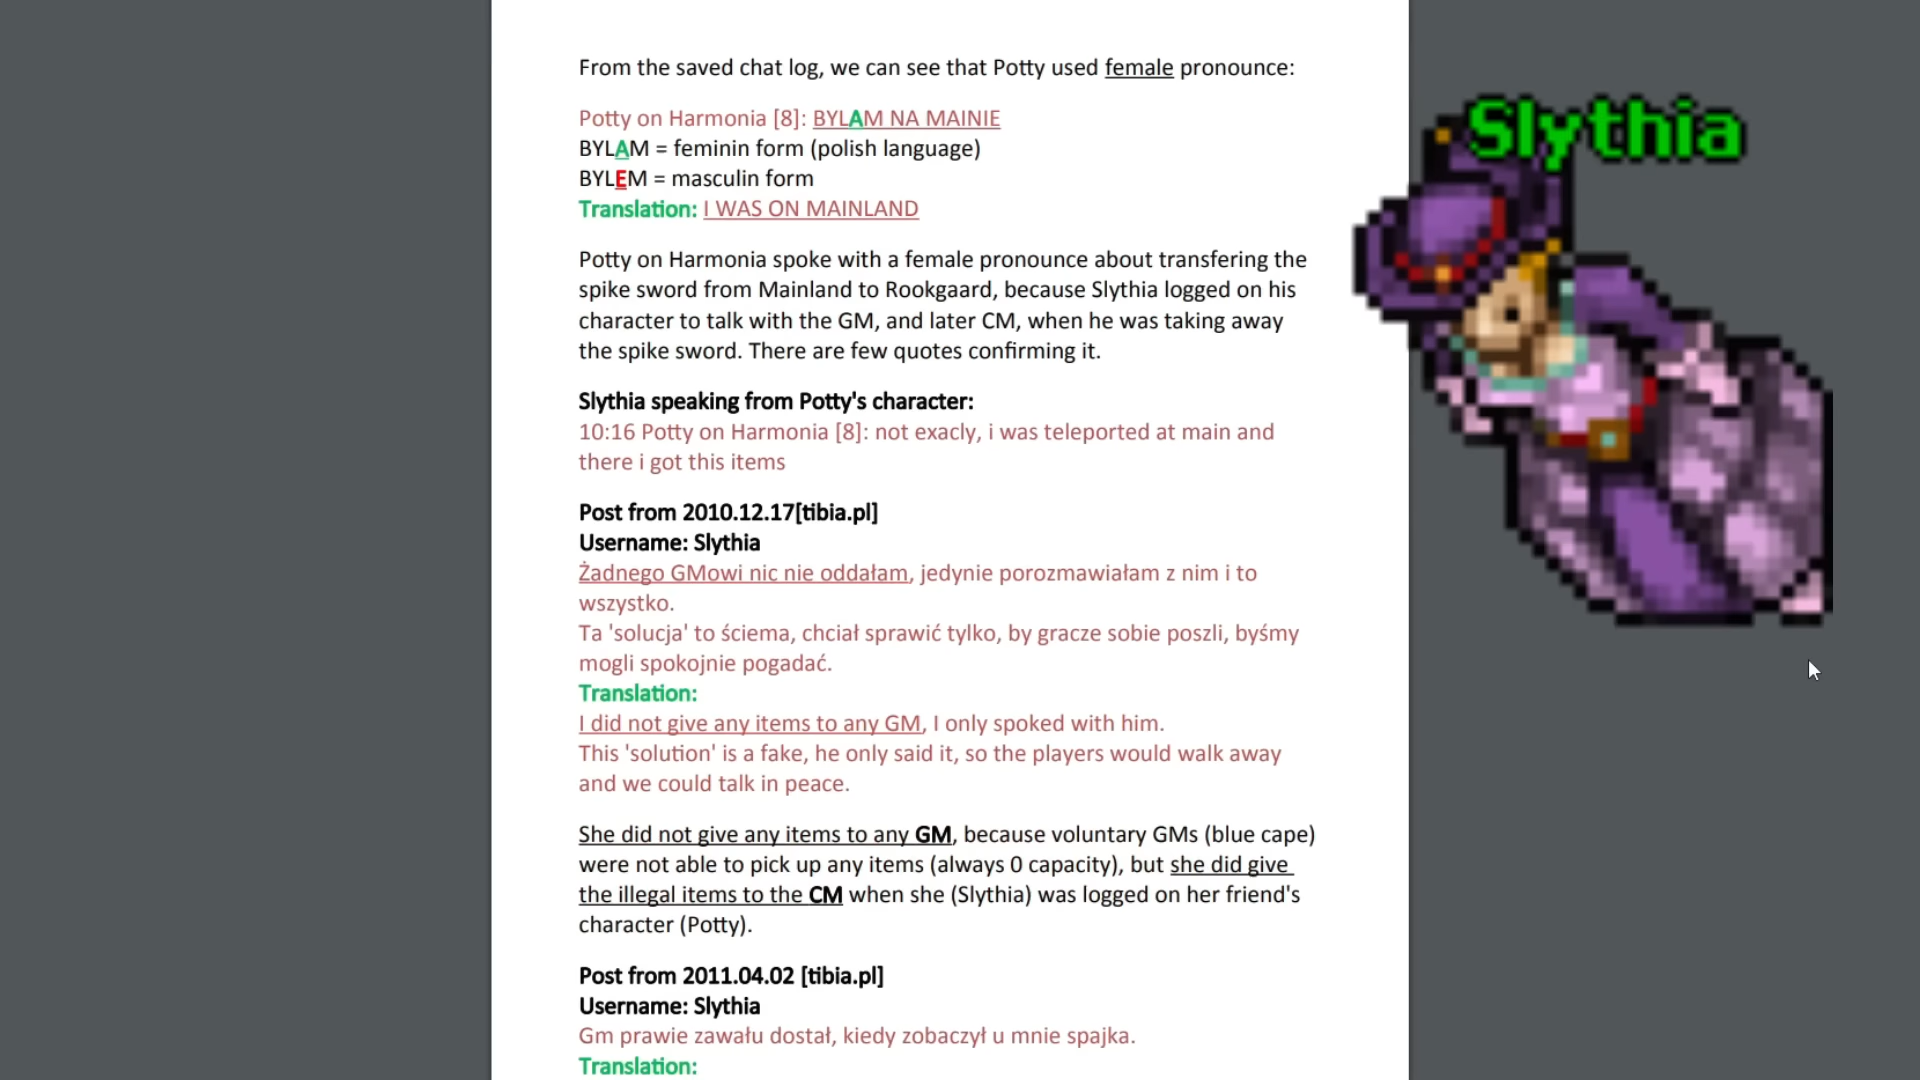 From the saved chat log, we can see that Potty used female pronounce:
Potty on Harmonia [8]: BYLAM NA MAINIE
BYLAM = feminin form (polish language)
BYLEM = masculin form
Translation: I WAS ON MAINLAND
Potty on Harmonia spoke with a female pronounce about transfering the
spike sword from Mainland to Rookgaard, because Slythia logged on his
character to talk with the GM, and later CM, when he was taking away
the spike sword. There are few quotes confirming it.
Slythia speaking from Potty's character:
10:16 Potty on Harmonia [8]: not exacly, i was teleported at main and
there i got this items
Post from 2010.12.17[tibia.pl]
Username: Slythia
Żadnego GMowi nic nie oddałam, jedynie porozmawiałam z nim i to
wszystko.
Ta 'solucja' to ściema, chciał sprawić tylko, by gracze sobie poszli, byśmy
mogli spokojnie pogadać.
Translation:
I did not give any items to any GM, I only spoked with him.
This 'solution' is a fake, he only said it, so the players would walk away
and we could talk in peace.
She did not give any items to any GM, because voluntary GMs (blue cape)
were not able to pick up any items (always 0 capacity), but she did give
the illegal items to the CM when she (Slythia) was logged on her friend's
character (Potty).
Post from 2011.04.02 [tibia.pl]
Username: Slythia
Gm prawie zawału dostał, kiedy zobaczył u mnie spajka.
Translation:
Slythia